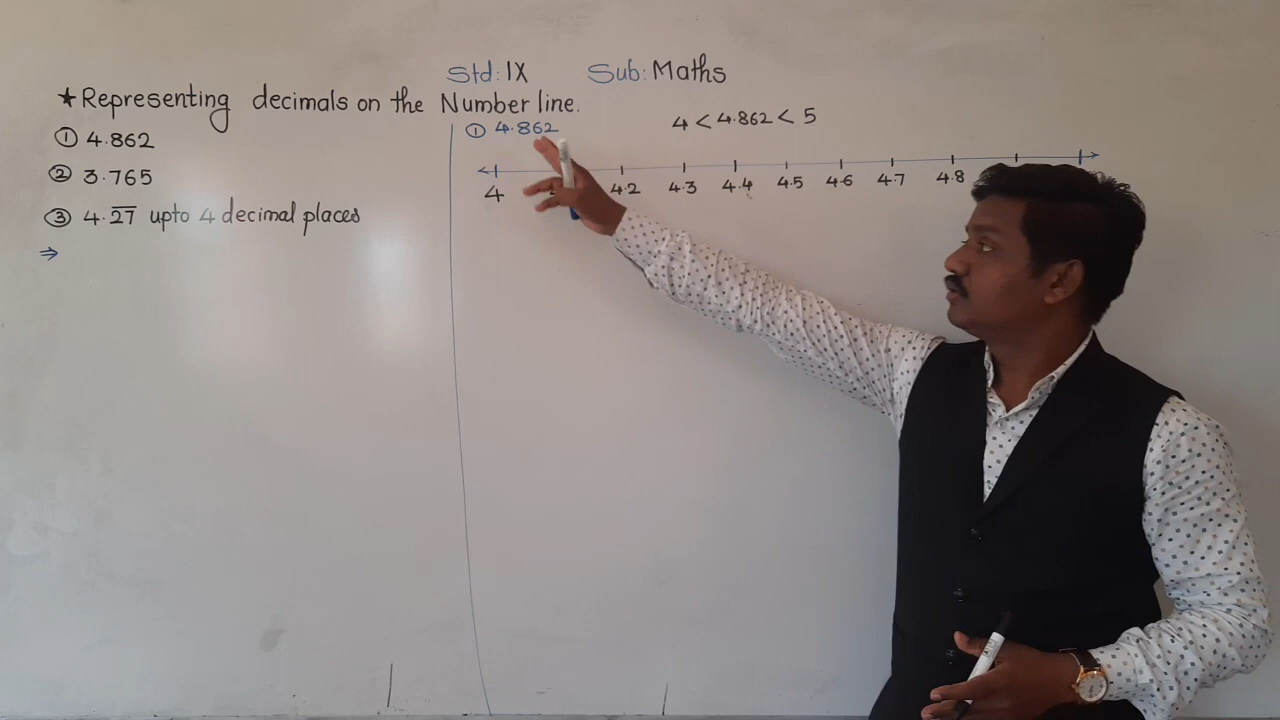 Std: IX Sub: Maths
★ Representing decimals on the Number line.
① 4.862
② 3.765
③ 4.2̅7̅ upto 4 decimal places
⇒
① 4.862 4 < 4.862 < 5
4 4.2 4.3 4.4 4.5 4.6 4.7 4.8